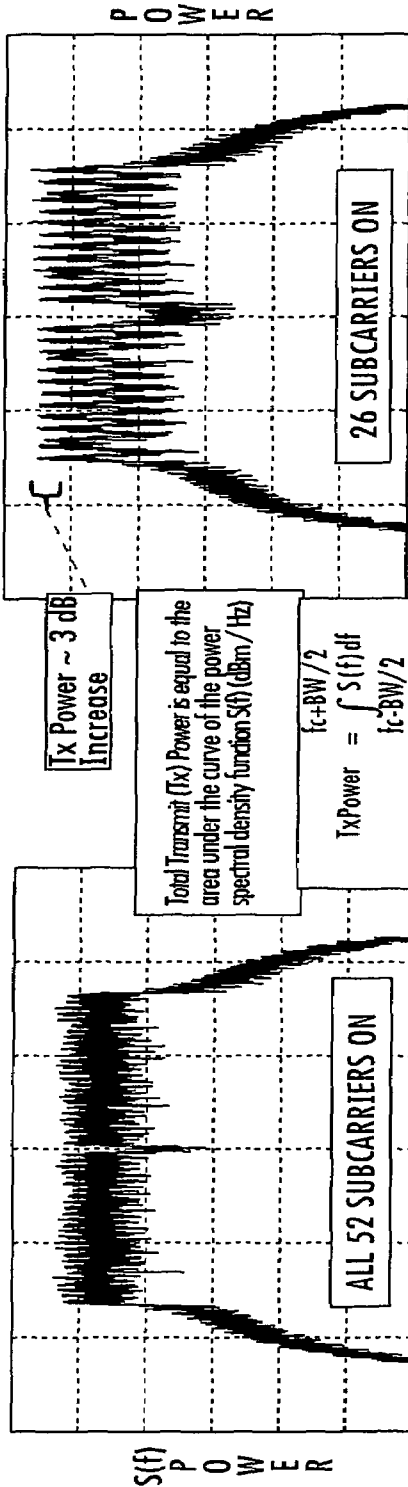 S(f)
P
O
W
E
R
ALL 52 SUBCARRIERS ON
Tx Power ~ 3 dB
Increase
Total Transmit (Tx) Power is equal to the
area under the curve of the power
spectral density function S(f) (dBm/Hz)
fc+BW/2
TxPower = ∫ S(f)df
fc-BW/2
26 SUBCARRIERS ON
P
O
W
E
R